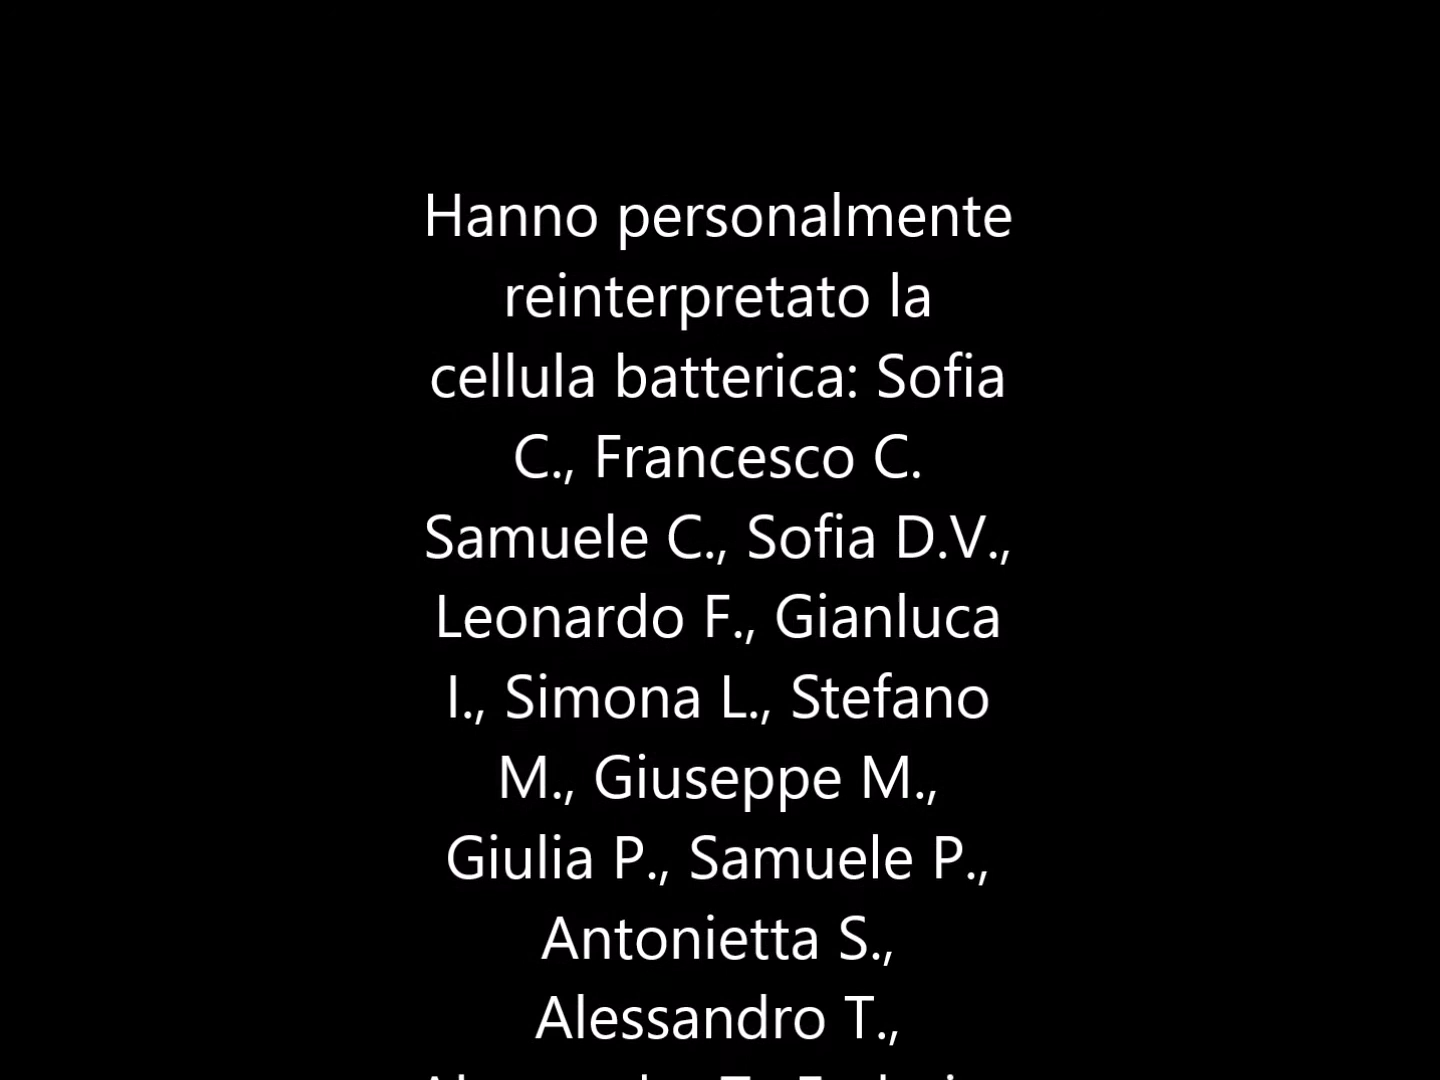 Hanno personalmente
reinterpretato la
cellula batterica: Sofia
C., Francesco C.
Samuele C., Sofia D.V.,
Leonardo F., Gianluca
I., Simona L., Stefano
M., Giuseppe M.,
Giulia P., Samuele P.,
Antonietta S.,
Alessandro T.,